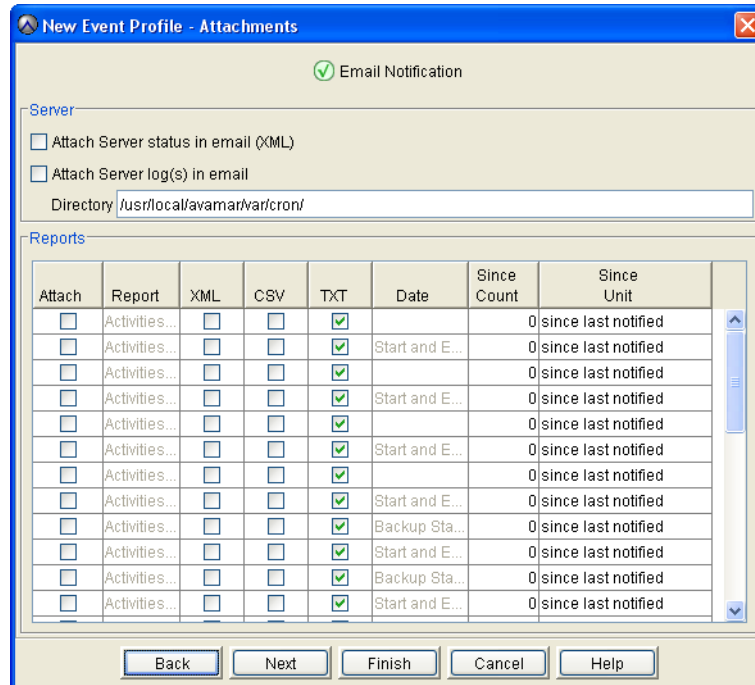 New Event Profile - Attachments
Email Notification
Server
Attach Server status in email (XML)
Attach Server log(s) in email
Directory /usr/local/avamar/var/cron/
Reports
Attach Report XML CSV TXT Date Since Count Since Unit
Activities... 0 since last notified
Activities... Start and E... 0 since last notified
Activities... 0 since last notified
Activities... Start and E... 0 since last notified
Activities... 0 since last notified
Activities... Start and E... 0 since last notified
Activities... 0 since last notified
Activities... Start and E... 0 since last notified
Activities... Backup Sta... 0 since last notified
Activities... Start and E... 0 since last notified
Activities... Backup Sta... 0 since last notified
Activities... Start and E... 0 since last notified
Back Next Finish Cancel Help